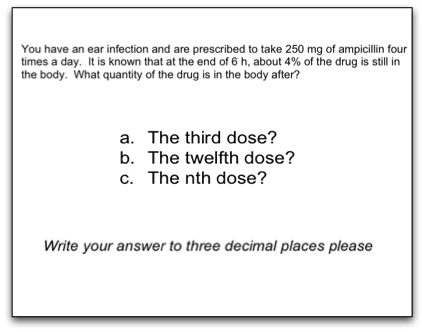 You have an ear infection and are prescribed to take 250 mg of ampicillin four
times a day.  It is known that at the end of 6 h, about 4% of the drug is still in
the body.  What quantity of the drug is in the body after?
a. The third dose?
b. The twelfth dose?
c. The nth dose?
Write your answer to three decimal places please